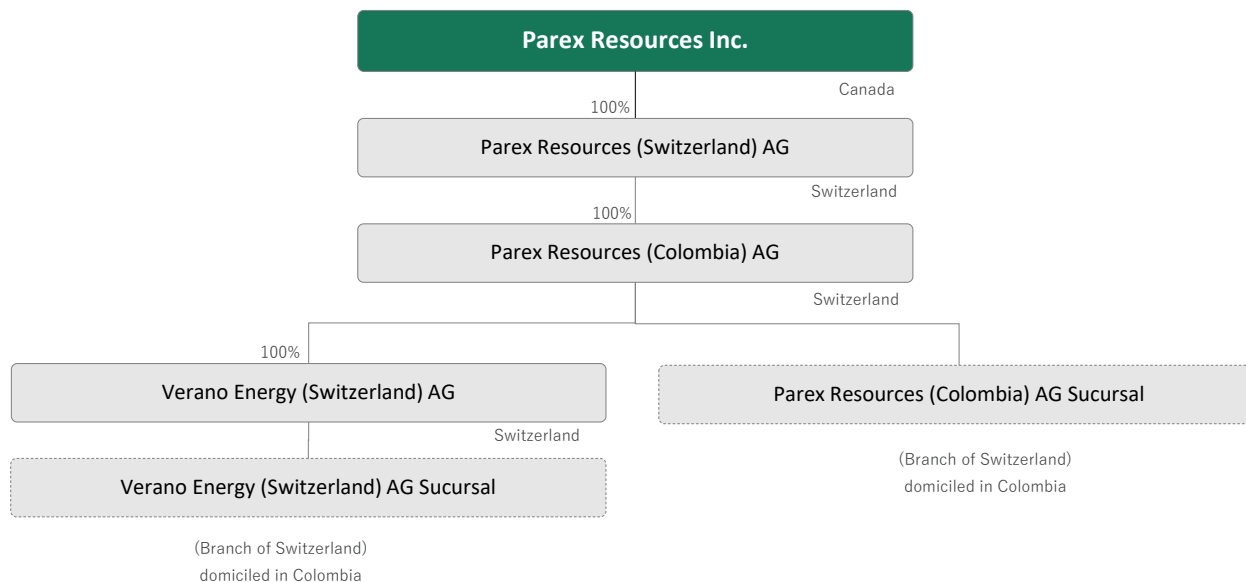 Parex Resources Inc.
Canada
100%
Parex Resources (Switzerland) AG
Switzerland
100%
Parex Resources (Colombia) AG
Switzerland
100%
Verano Energy (Switzerland) AG
Parex Resources (Colombia) AG Sucursal
Switzerland
(Branch of Switzerland)
domiciled in Colombia
Verano Energy (Switzerland) AG Sucursal
(Branch of Switzerland)
domiciled in Colombia